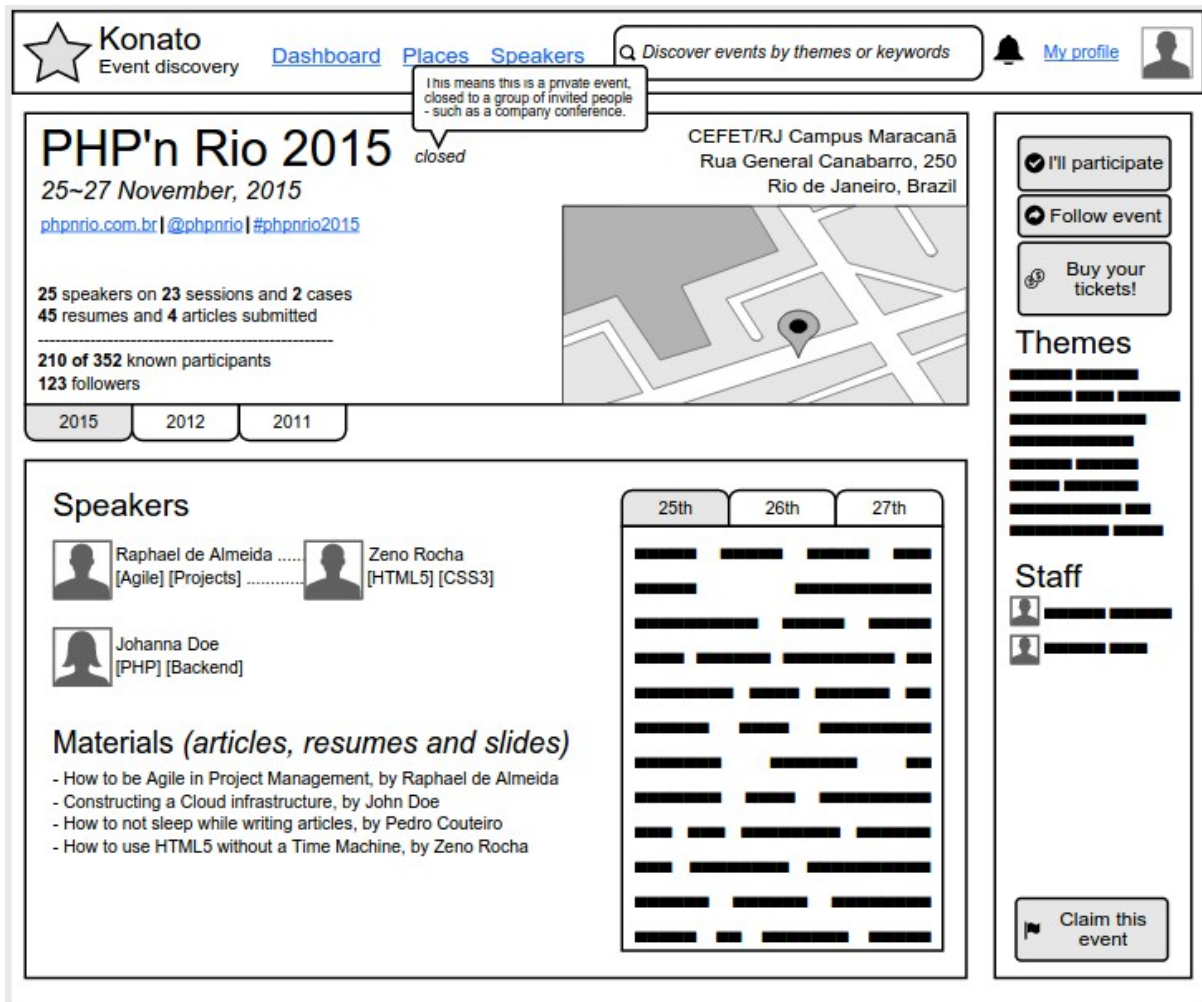 Konato
Event discovery
Dashboard Places Speakers
Discover events by themes or keywords
My profile
This means this is a private event,
closed to a group of invited people
- such as a company conference.
PHP'n Rio 2015
closed
25~27 November, 2015
phpnrio.com.br|@phpnrio|#phpnrio2015
CEFET/RJ Campus Maracanã
Rua General Canabarro, 250
Rio de Janeiro, Brazil
25 speakers on 23 sessions and 2 cases
45 resumes and 4 articles submitted
--------------------------------------------------
210 of 352 known participants
123 followers
2015 2012 2011
I'll participate
Follow event
Buy your
tickets!
Themes
Staff
Claim this
event
Speakers
Raphael de Almeida ......
[Agile] [Projects] ............
Zeno Rocha
[HTML5] [CSS3]
Johanna Doe
[PHP] [Backend]
Materials (articles, resumes and slides)
- How to be Agile in Project Management, by Raphael de Almeida
- Constructing a Cloud infrastructure, by John Doe
- How to not sleep while writing articles, by Pedro Couteiro
- How to use HTML5 without a Time Machine, by Zeno Rocha
25th 26th 27th